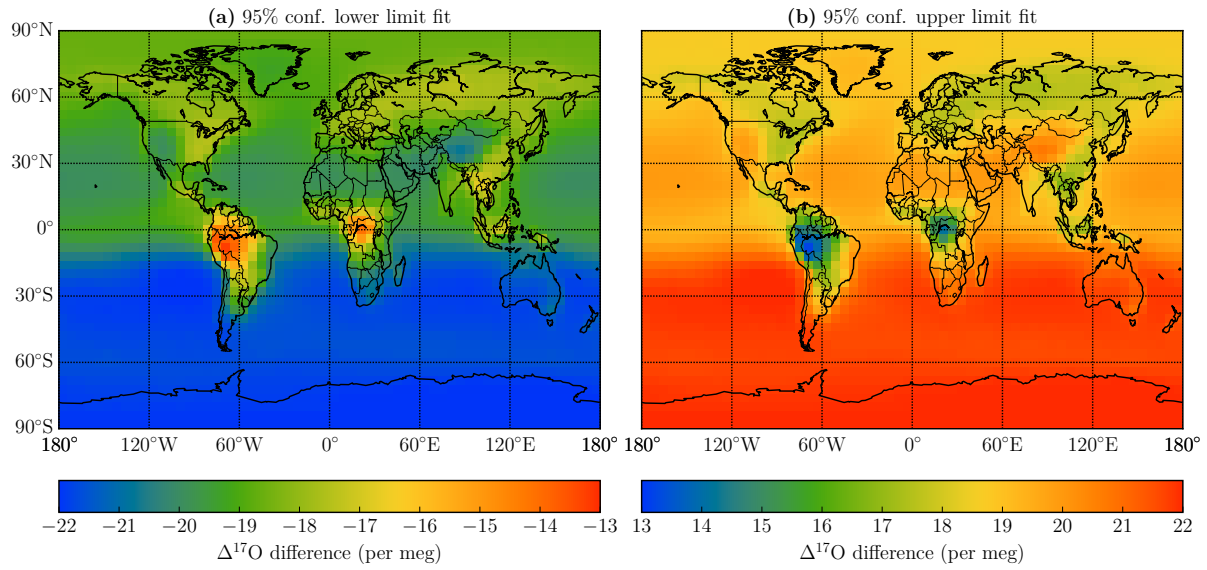 (a) 95% conf. lower limit fit
(b) 95% conf. upper limit fit
90°N
60°N
30°N
0°
30°S
60°S
90°S
180° 120°W 60°W 0° 60°E 120°E 180°
180° 120°W 60°W 0° 60°E 120°E 180°
−22 −21 −20 −19 −18 −17 −16 −15 −14 −13
13 14 15 16 17 18 19 20 21 22
Δ¹⁷O difference (per meg)
Δ¹⁷O difference (per meg)